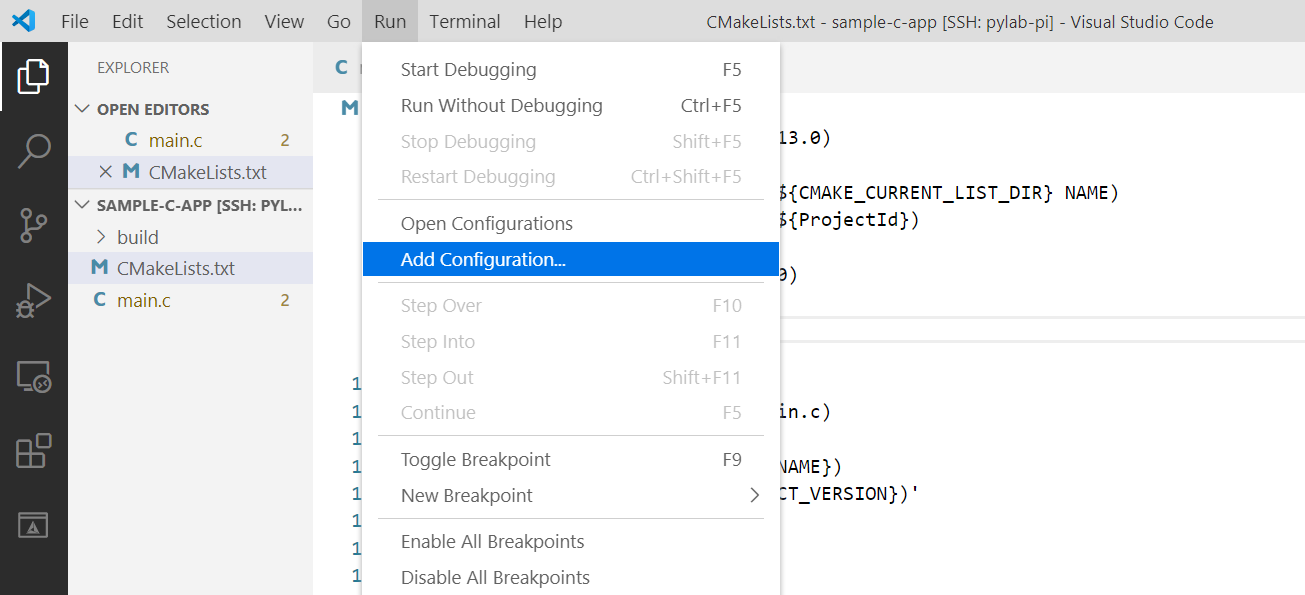 File Edit Selection View Go Run Terminal Help CMakeLists.txt - sample-c-app [SSH: pylab-pi] - Visual Studio Code
EXPLORER
OPEN EDITORS
C main.c 2
M CMakeLists.txt
SAMPLE-C-APP [SSH: PYL...
build
M CMakeLists.txt
C main.c 2
C
M
Start Debugging F5
Run Without Debugging Ctrl+F5
Stop Debugging Shift+F5
Restart Debugging Ctrl+Shift+F5
Open Configurations
Add Configuration...
Step Over F10
Step Into F11
Step Out Shift+F11
Continue F5
Toggle Breakpoint F9
New Breakpoint
Enable All Breakpoints
Disable All Breakpoints
13.0)
${CMAKE_CURRENT_LIST_DIR} NAME)
${ProjectId})
0)
1
1 in.c)
1
1 NAME})
1 CT_VERSION})'
1
1
1